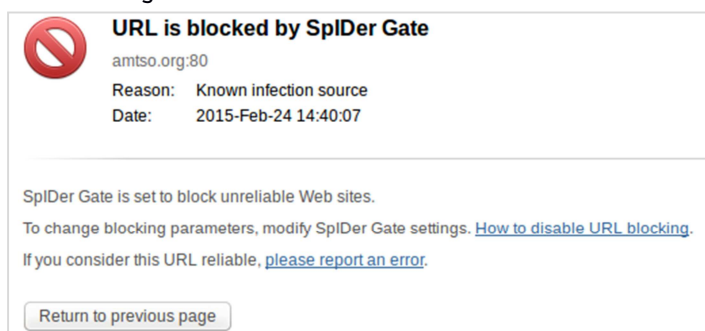 URL is blocked by SpIDer Gate
amtso.org:80
Reason: Known infection source
Date: 2015-Feb-24 14:40:07
SpIDer Gate is set to block unreliable Web sites.
To change blocking parameters, modify SpIDer Gate settings. How to disable URL blocking.
If you consider this URL reliable, please report an error.
Return to previous page